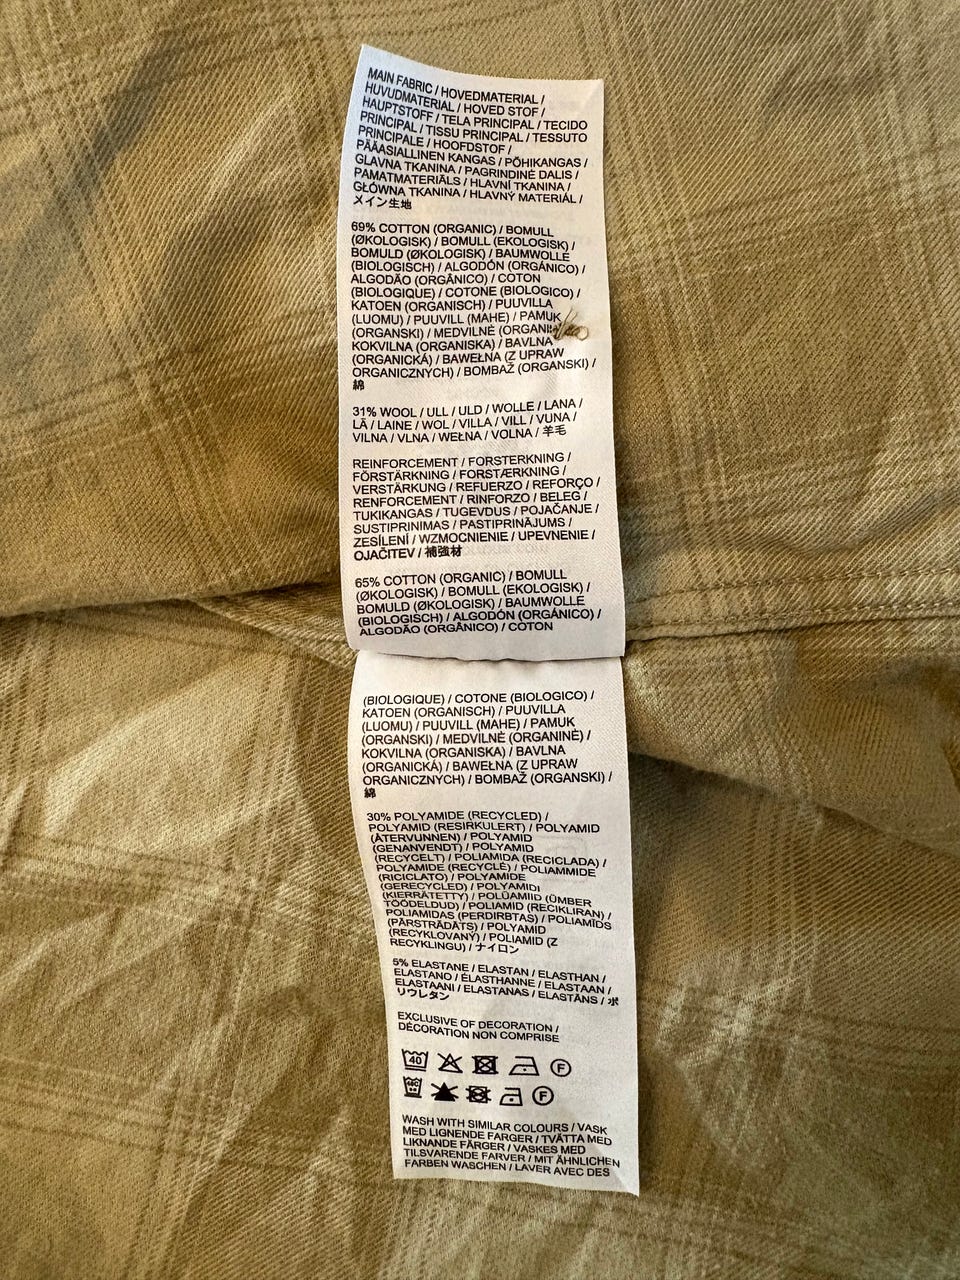 MAIN FABRIC / HOVEDMATERIAL /
HUVUDMATERIAL / HOVED STOF /
HAUPTSTOFF / TELA PRINCIPAL / TECIDO
PRINCIPAL / TISSU PRINCIPAL / TESSUTO
PRINCIPALE / HOOFDSTOF /
PÄÄASIALLINEN KANGAS / PÕHIKANGAS /
GLAVNA TKANINA / PAGRINDINĖ DALIS /
PAMATMATERIĀLS / HLAVNÍ TKANINA /
GŁÓWNA TKANINA / HLAVNÝ MATERIÁL /
メイン生地
69% COTTON (ORGANIC) / BOMULL
(ØKOLOGISK) / BOMULL (EKOLOGISK) /
BOMULD (ØKOLOGISK) / BAUMWOLLE
(BIOLOGISCH) / ALGODÓN (ORGÁNICO) /
ALGODÃO (ORGÂNICO) / COTON
(BIOLOGIQUE) / COTONE (BIOLOGICO) /
KATOEN (ORGANISCH) / PUUVILLA
(LUOMU) / PUUVILL (MAHE) / PAMUK
(ORGANSKI) / MEDVILNĖ
KOKVILNA (ORGANISKA) / BAVLNA
(ORGANICKÁ) / BAWEŁNA (Z UPRAW
ORGANICZNYCH) / BOMBAŽ (ORGANSKI) /
綿
31% WOOL / ULL / ULD / WOLLE / LANA /
LÃ / LAINE / WOL / VILLA / VILL / VUNA /
VILNA / VLNA / WEŁNA / VOLNA / 羊毛
REINFORCEMENT / FORSTERKNING /
FÖRSTÄRKNING / FORSTÆRKNING /
VERSTÄRKUNG / REFUERZO / REFORÇO /
RENFORCEMENT / RINFORZO / BELEG /
TUKIKANGAS / TUGEVDUS / POJAČANJE /
SUSTIPRINIMAS / PASTIPRINĀJUMS /
ZESÍLENÍ / WZMOCNIENIE / UPEVNENIE /
OJAČITEV / 補強材
65% COTTON (ORGANIC) / BOMULL
(ØKOLOGISK) / BOMULL (EKOLOGISK) /
BOMULD (ØKOLOGISK) / BAUMWOLLE
(BIOLOGISCH) / ALGODÓN (ORGÁNICO) /
ALGODÃO (ORGÂNICO) / COTON
(BIOLOGIQUE) / COTONE (BIOLOGICO) /
KATOEN (ORGANISCH) / PUUVILLA
(LUOMU) / PUUVILL (MAHE) / PAMUK
(ORGANSKI) / MEDVILNĖ (ORGANINĖ) /
KOKVILNA (ORGANISKA) / BAVLNA
(ORGANICKÁ) / BAWEŁNA (Z UPRAW
ORGANICZNYCH) / BOMBAŽ (ORGANSKI) /
綿
30% POLYAMIDE (RECYCLED) /
POLYAMID (RESIRKULERT) / POLYAMID
(ÅTERVUNNEN) / POLYAMID
(GENANVENDT) / POLYAMID
(RECYCELT) / POLIAMIDA (RECICLADA) /
POLYAMIDE (RECYCLÉ) / POLIAMMIDE
(RICICLATO) / POLYAMIDE
(GERECYCLED) / POLYAMIDI
(KIERRÄTETTY) / POLÜAMIID (ÜMBER
TÖÖDELDUD) / POLIAMID (RECIKLIRAN) /
POLIAMIDAS (PERDIRBTAS) / POLIAMĪDS
(PĀRSTRĀDĀTS) / POLYAMID
(RECYKLOVANÝ) / POLIAMID (Z
RECYKLINGU) / ナイロン
5% ELASTANE / ELASTAN / ELASTHAN /
ELASTANO / ÉLASTHANNE / ELASTAAN /
ELASTAANI / ELASTANAS / ELASTĀNS / ポ
リウレタン
EXCLUSIVE OF DECORATION /
DÉCORATION NON COMPRISE
40 F
40C F
WASH WITH SIMILAR COLOURS / VASK
MED LIGNENDE FARGER / TVÄTTA MED
LIKNANDE FÄRGER / VASKES MED
TILSVARENDE FARVER / MIT ÄHNLICHEN
FARBEN WASCHEN / LAVER AVEC DES